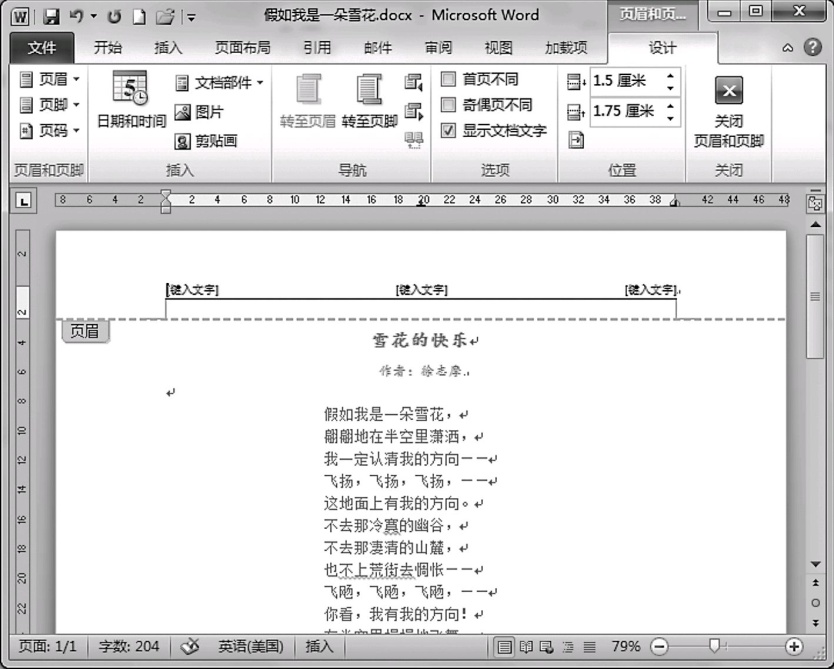 假如我是一朵雪花.docx - Microsoft Word
页眉和页...
文件 开始 插入 页面布局 引用 邮件 审阅 视图 加载项 设计
页眉
页脚
页码
页眉和页脚
日期和时间
文档部件
图片
剪贴画
插入
转至页眉 转至页脚
导航
首页不同
奇偶页不同
显示文档文字
选项
1.5 厘米
1.75 厘米
位置
关闭
页眉和页脚
关闭
8 6 4 2 2 4 6 8 10 12 14 16 18 20 22 24 26 28 30 32 34 36 38 42 44 46 48
2
2
4
6
8
10
12
14
16
18
20
22
[键入文字] [键入文字] [键入文字]
页眉
雪花的快乐
作者：徐志摩
假如我是一朵雪花，
翩翩地在半空里潇洒，
我一定认清我的方向——
飞扬，飞扬，飞扬，——
这地面上有我的方向。
不去那冷寞的幽谷，
不去那凄清的山麓，
也不上荒街去惆怅——
飞飏，飞飏，飞飏，——
你看，我有我的方向！
页面: 1/1 字数: 204 英语(美国) 插入 79%